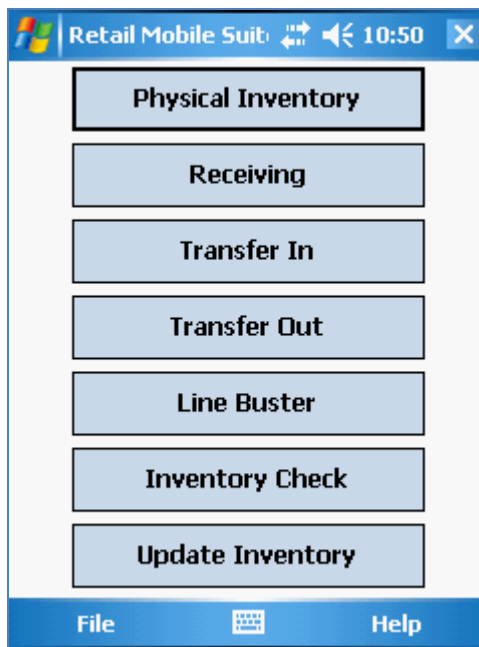 Retail Mobile Suit 10:50
Physical Inventory
Receiving
Transfer In
Transfer Out
Line Buster
Inventory Check
Update Inventory
File Help